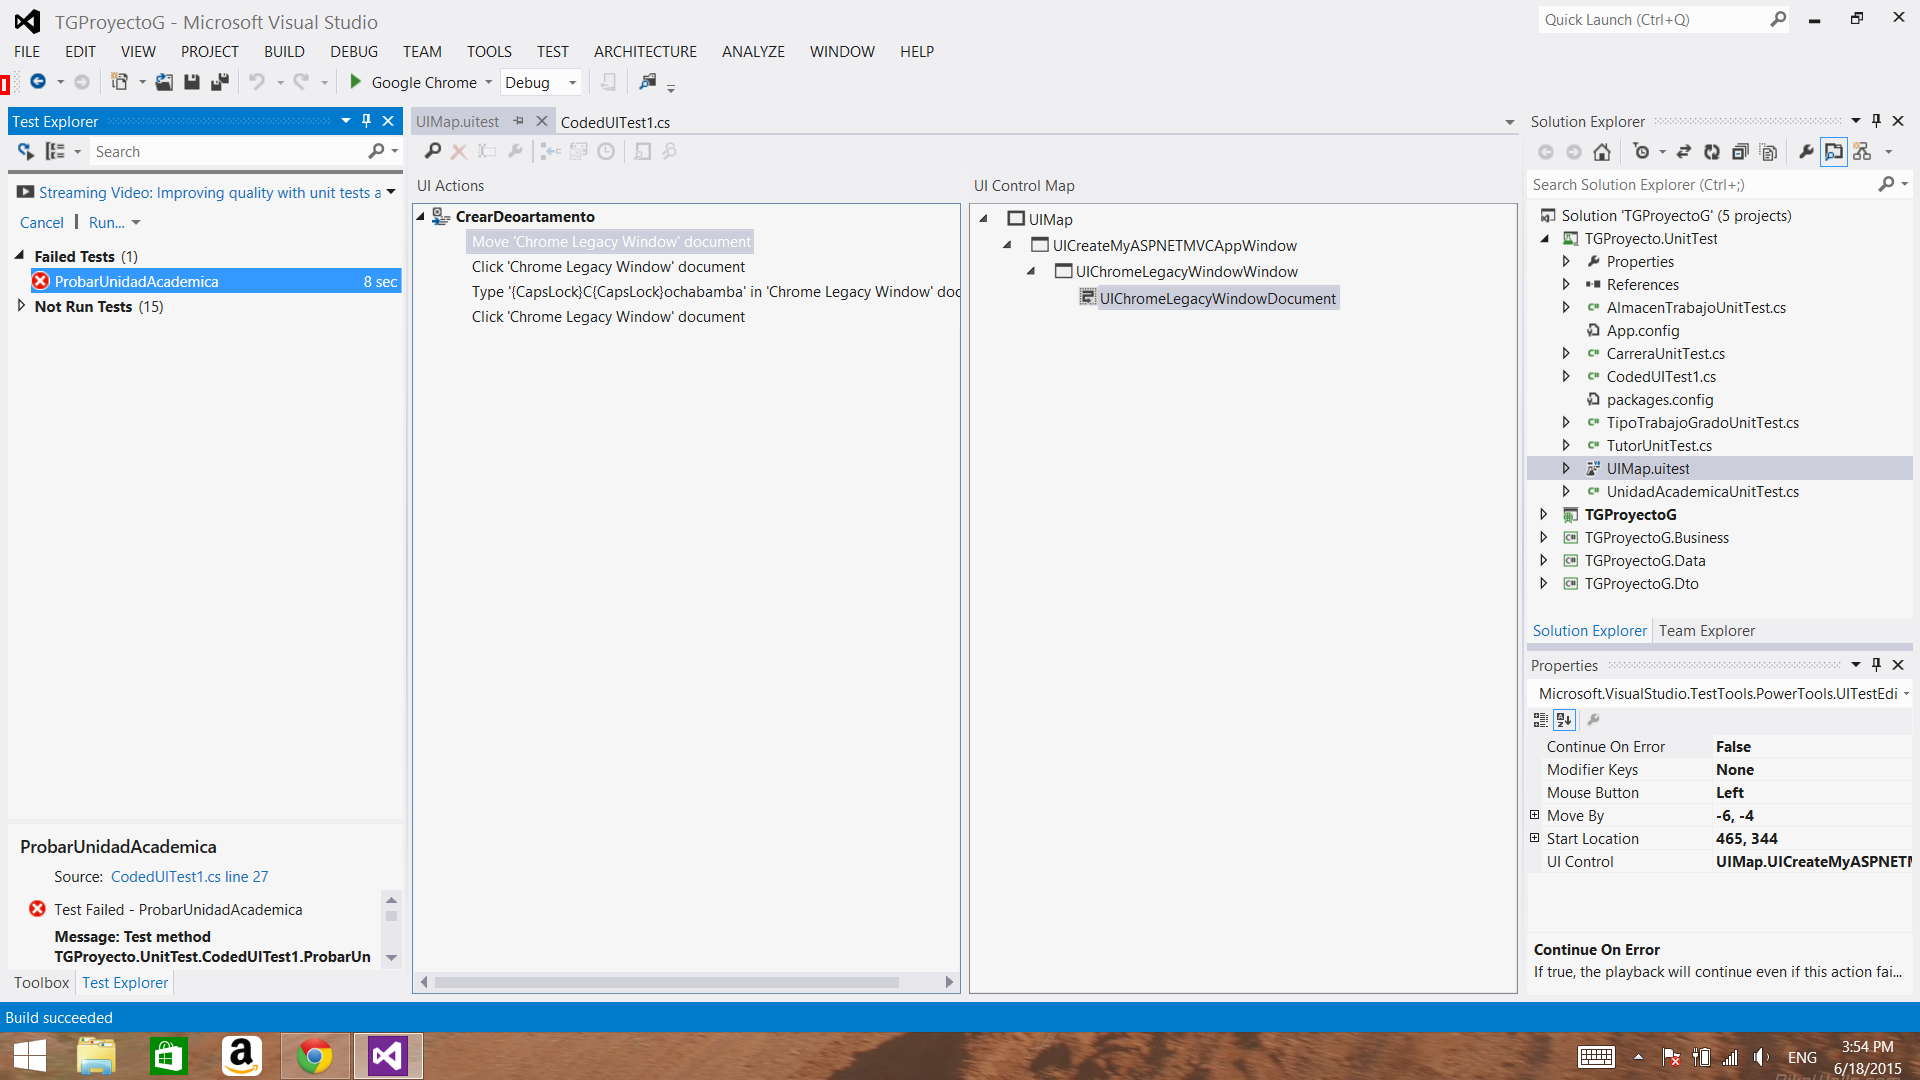 TGProyectoG - Microsoft Visual Studio
Quick Launch (Ctrl+Q)
FILE EDIT VIEW PROJECT BUILD DEBUG TEAM TOOLS TEST ARCHITECTURE ANALYZE WINDOW HELP
Google Chrome Debug
Test Explorer
Search
Streaming Video: Improving quality with unit tests a
Cancel | Run...
Failed Tests (1)
ProbarUnidadAcademica 8 sec
Not Run Tests (15)
ProbarUnidadAcademica
Source: CodedUITest1.cs line 27
Test Failed - ProbarUnidadAcademica
Message: Test method
TGProyecto.UnitTest.CodedUITest1.ProbarUn
Toolbox Test Explorer
UIMap.uitest CodedUITest1.cs
UI Actions
CrearDeoartamento
Move 'Chrome Legacy Window' document
Click 'Chrome Legacy Window' document
Type '{CapsLock}C{CapsLock}ochabamba' in 'Chrome Legacy Window' doc
Click 'Chrome Legacy Window' document
UI Control Map
UIMap
UICreateMyASPNETMVCAppWindow
UIChromeLegacyWindowWindow
UIChromeLegacyWindowDocument
Solution Explorer
Search Solution Explorer (Ctrl+;)
Solution 'TGProyectoG' (5 projects)
TGProyecto.UnitTest
Properties
References
AlmacenTrabajoUnitTest.cs
App.config
CarreraUnitTest.cs
CodedUITest1.cs
packages.config
TipoTrabajoGradoUnitTest.cs
TutorUnitTest.cs
UIMap.uitest
UnidadAcademicaUnitTest.cs
TGProyectoG
TGProyectoG.Business
TGProyectoG.Data
TGProyectoG.Dto
Solution Explorer Team Explorer
Properties
Microsoft.VisualStudio.TestTools.PowerTools.UITestEdi
Continue On Error False
Modifier Keys None
Mouse Button Left
Move By -6, -4
Start Location 465, 344
UI Control UIMap.UICreateMyASPNETM
Continue On Error
If true, the playback will continue even if this action fai...
Build succeeded
ENG
3:54 PM
6/18/2015